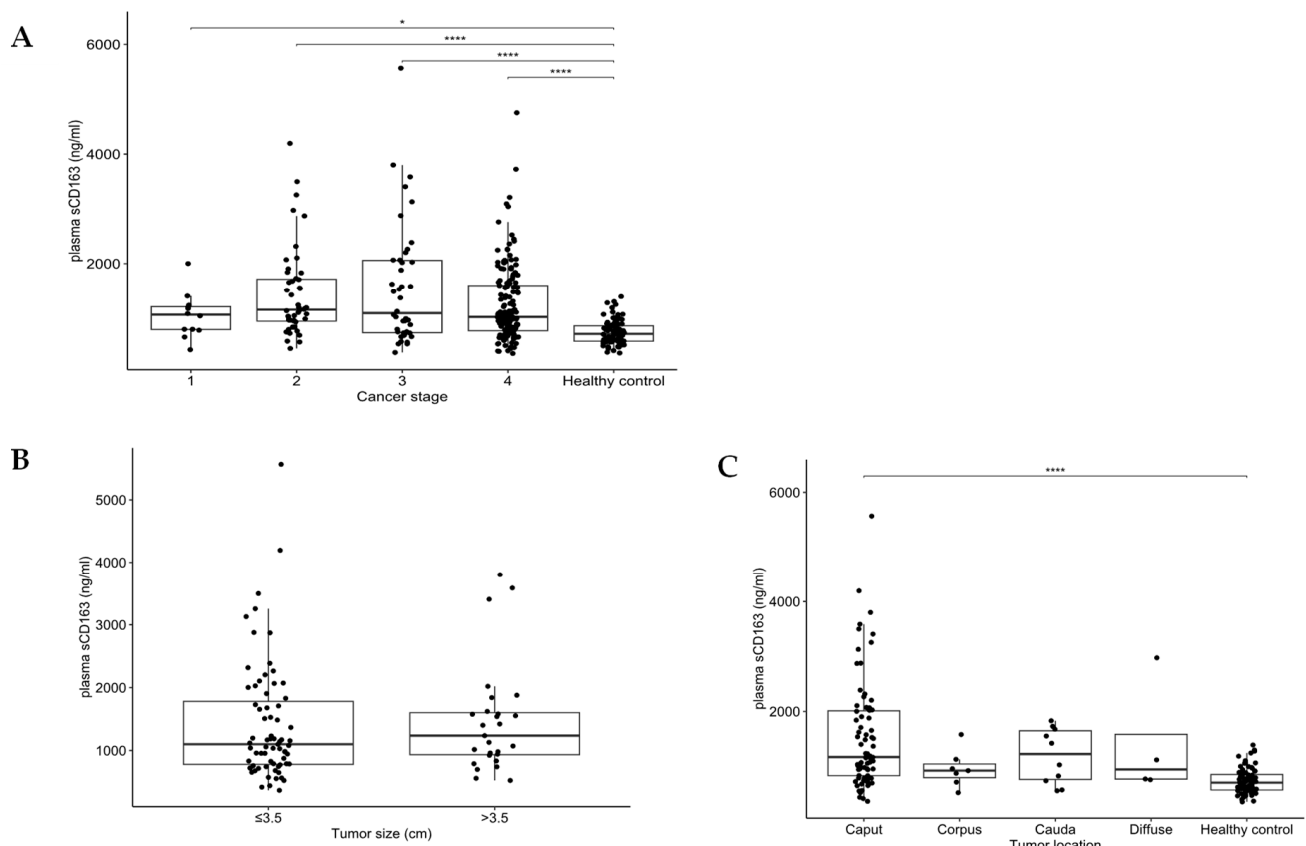 A
plasma sCD163 (ng/ml)
6000
4000
2000
*
****
****
****
1 2 3 4 Healthy control
Cancer stage
B
plasma sCD163 (ng/ml)
5000
4000
3000
2000
1000
≤3.5 >3.5
Tumor size (cm)
C
plasma sCD163 (ng/ml)
6000
4000
2000
****
Caput Corpus Cauda Diffuse Healthy control
Tumor location